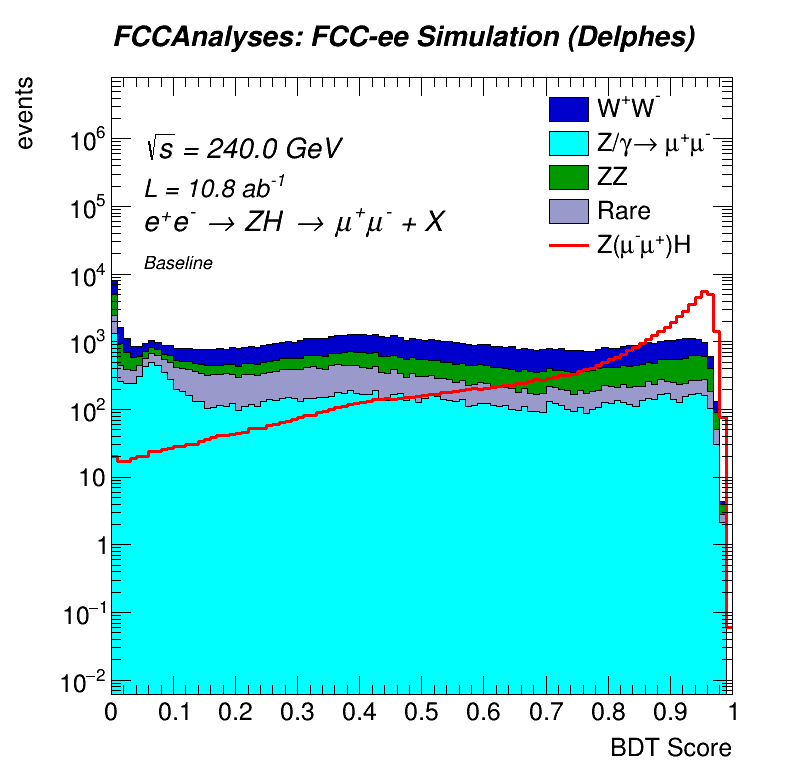 FCCAnalyses: FCC-ee Simulation (Delphes)
events
√s = 240.0 GeV
L = 10.8 ab⁻¹
e⁺e⁻ → ZH → μ⁺μ⁻ + X
Baseline
W⁺W⁻
Z/γ→ μ⁺μ⁻
ZZ
Rare
Z(μ⁻μ⁺)H
10⁶
10⁵
10⁴
10³
10²
10
1
10⁻¹
10⁻²
0 0.1 0.2 0.3 0.4 0.5 0.6 0.7 0.8 0.9 1
BDT Score